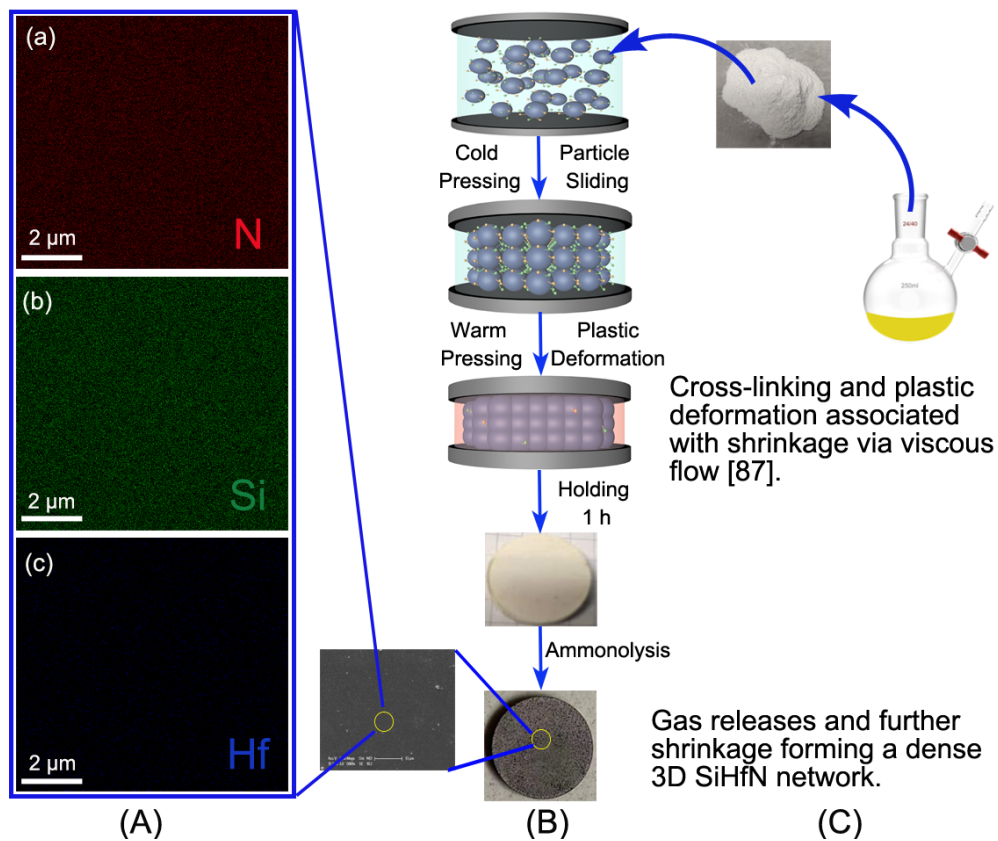 (a)
N
2 µm
(b)
Si
2 µm
(c)
Hf
2 µm
(A)
Cold Pressing
Particle Sliding
Warm Pressing
Plastic Deformation
Holding
1 h
Ammonolysis
(B)
24/40
250ml
Cross-linking and plastic
deformation associated
with shrinkage via viscous
flow [87].
Gas releases and further
shrinkage forming a dense
3D SiHfN network.
(C)